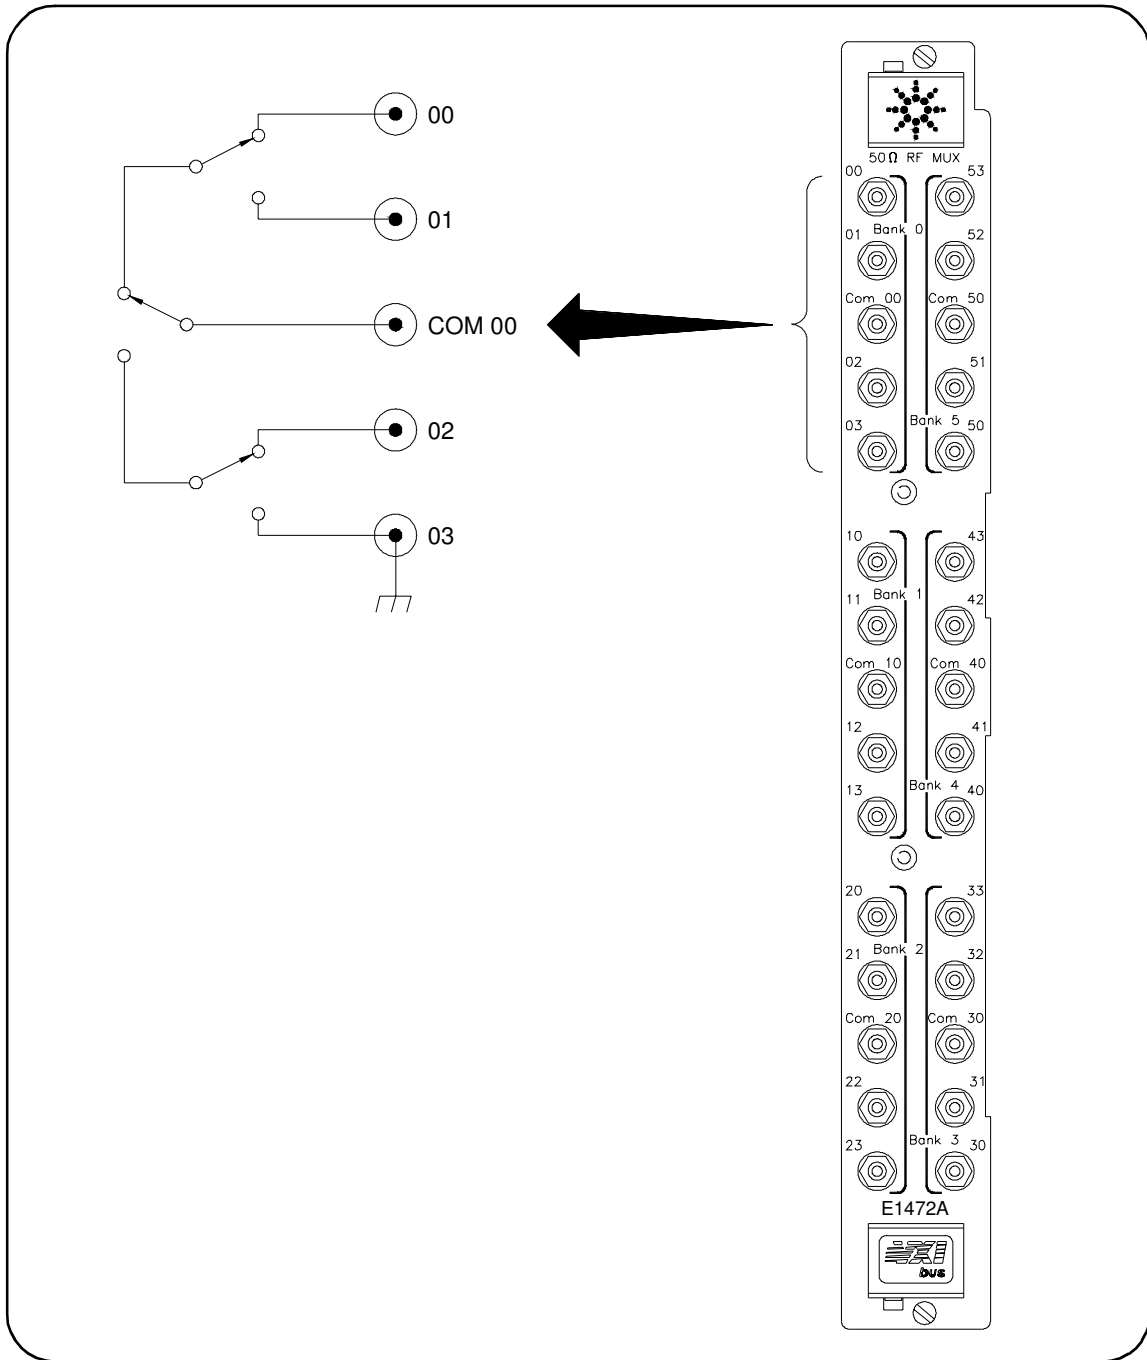 00
01
COM 00
02
03
50Ω RF MUX
00 53
Bank 0
01 52
Com 00 Com 50
02 51
Bank 5
03 50
10 43
Bank 1
11 42
Com 10 Com 40
12 41
Bank 4
13 40
20 33
Bank 2
21 32
Com 20 Com 30
22 31
Bank 3
23 30
E1472A
VXI
bus